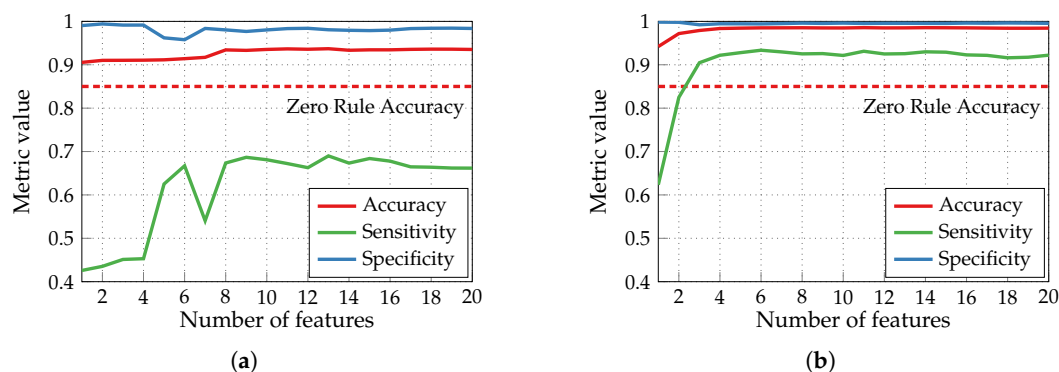 1
0.9
0.8
0.7
0.6
0.5
0.4
Metric value
Zero Rule Accuracy
Accuracy
Sensitivity
Specificity
2 4 6 8 10 12 14 16 18 20
Number of features
(a)
1
0.9
0.8
0.7
0.6
0.5
0.4
Metric value
Zero Rule Accuracy
Accuracy
Sensitivity
Specificity
2 4 6 8 10 12 14 16 18 20
Number of features
(b)